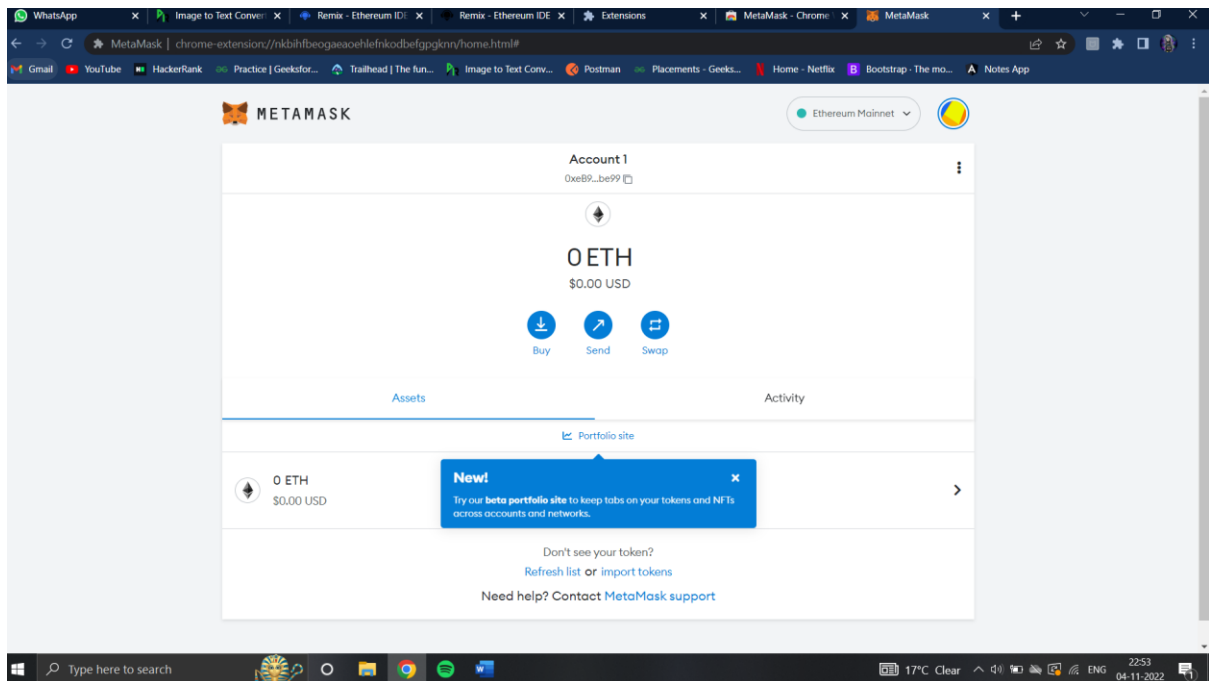 WhatsApp
Image to Text Convert
Remix - Ethereum IDE
Remix - Ethereum IDE
Extensions
MetaMask - Chrome
MetaMask
MetaMask | chrome-extension://nkbihfbeogaeaoehlefnkodbefgpgknn/home.html#
Gmail
YouTube
HackerRank
Practice | Geeksfor...
Trailhead | The fun...
Image to Text Conv...
Postman
Placements - Geeks...
Home - Netflix
Bootstrap · The mo...
Notes App
METAMASK
Ethereum Mainnet
Account 1
0xeB9...be99
0 ETH
$0.00 USD
Buy
Send
Swap
Assets
Activity
Portfolio site
New!
Try our beta portfolio site to keep tabs on your tokens and NFTs
across accounts and networks.
0 ETH
$0.00 USD
Don't see your token?
Refresh list or import tokens
Need help? Contact MetaMask support
Type here to search
17°C Clear
ENG
22:53
04-11-2022